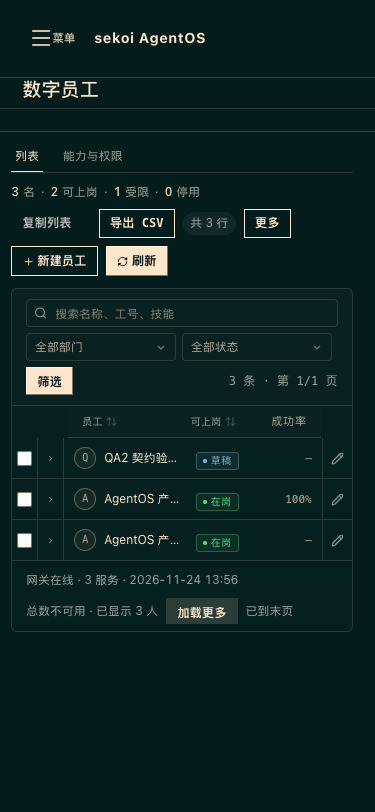 菜单 sekoi AgentOS
数字员工
列表 能力与权限
3 名 · 2 可上岗 · 1 受限 · 0 停用
复制列表 导出 CSV 共 3 行 更多
+ 新建员工 刷新
搜索名称、工号、技能
全部部门 全部状态
筛选 3 条 · 第 1/1 页
员工 可上岗 成功率
Q QA2 契约验... 草稿 —
A AgentOS 产... 在岗 100%
A AgentOS 产... 在岗 —
网关在线 · 3 服务 · 2026-11-24 13:56
总数不可用 · 已显示 3 人 加载更多 已到末页